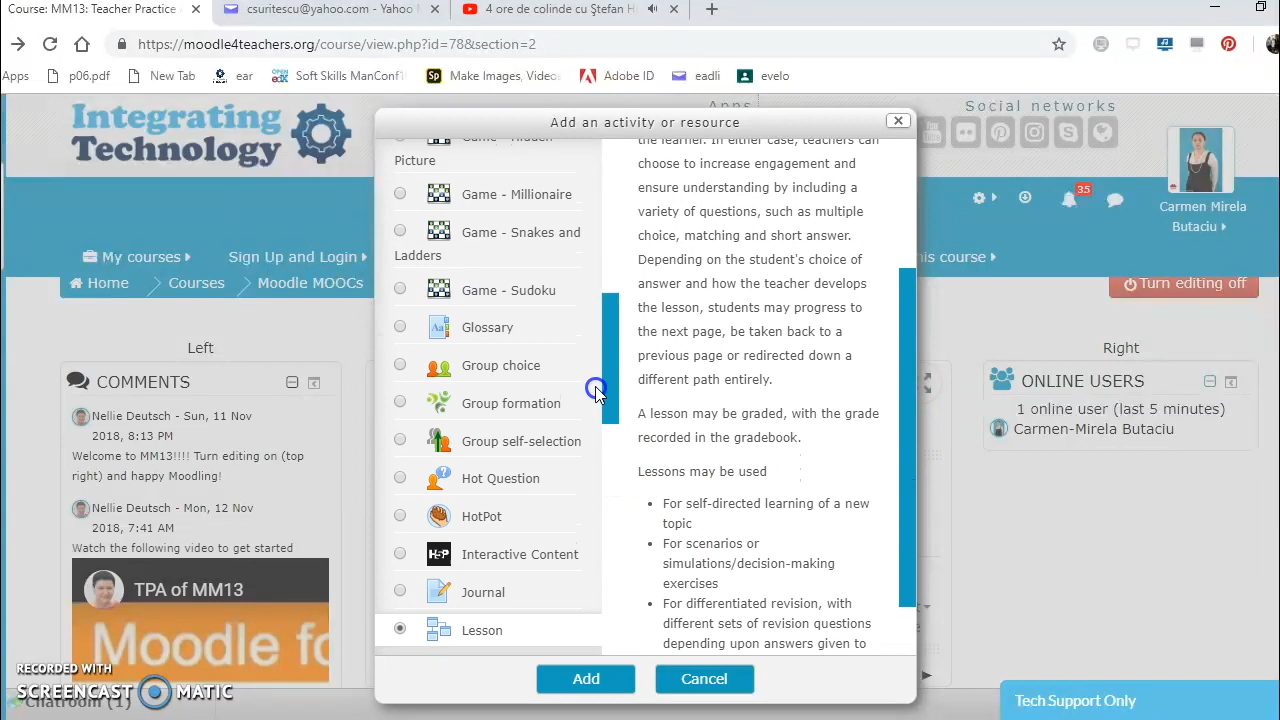 Course: MM13: Teacher Practice
csuritescu@yahoo.com - Yahoo M
4 ore de colinde cu Ştefan H
https://moodle4teachers.org/course/view.php?id=788&section=2
Apps
p06.pdf
New Tab
ear
Soft Skills ManConf1
Make Images, Videos
Adobe ID
eadli
evelo
Integrating
Technology
Apps
Social networks
35
Carmen Mirela
Butaciu
My courses
Sign Up and Login
his course
Home
Courses
Moodle MOOCs
Turn editing off
Left
COMMENTS
Nellie Deutsch - Sun, 11 Nov
2018, 8:13 PM
Welcome to MM13!!!! Turn editing on (top
right) and happy Moodling!
Nellie Deutsch - Mon, 12 Nov
2018, 7:41 AM
Watch the following video to get started
TPA of MM13
Moodle fo
RECORDED WITH
SCREENCAST MATIC
Chatroom (1)
Add an activity or resource
Game - Hidden
Picture
Game - Millionaire
Game - Snakes and
Ladders
Game - Sudoku
Glossary
Group choice
Group formation
Group self-selection
Hot Question
HotPot
H5P
Interactive Content
Journal
Lesson
the learner. In either case, teachers can
choose to increase engagement and
ensure understanding by including a
variety of questions, such as multiple
choice, matching and short answer.
Depending on the student's choice of
answer and how the teacher develops
the lesson, students may progress to
the next page, be taken back to a
previous page or redirected down a
different path entirely.
A lesson may be graded, with the grade
recorded in the gradebook.
Lessons may be used
• For self-directed learning of a new
topic
• For scenarios or
simulations/decision-making
exercises
• For differentiated revision, with
different sets of revision questions
depending upon answers given to
Add
Cancel
Right
ONLINE USERS
1 online user (last 5 minutes)
Carmen-Mirela Butaciu
Tech Support Only